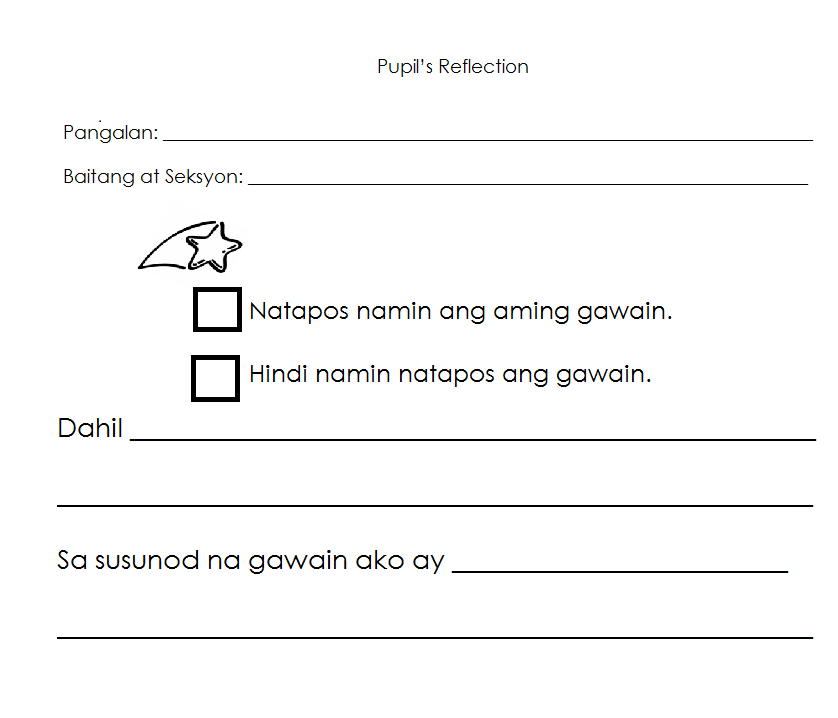 Pupil's Reflection
Pangalan:
Baitang at Seksyon:
Natapos namin ang aming gawain.
Hindi namin natapos ang gawain.
Dahil
Sa susunod na gawain ako ay